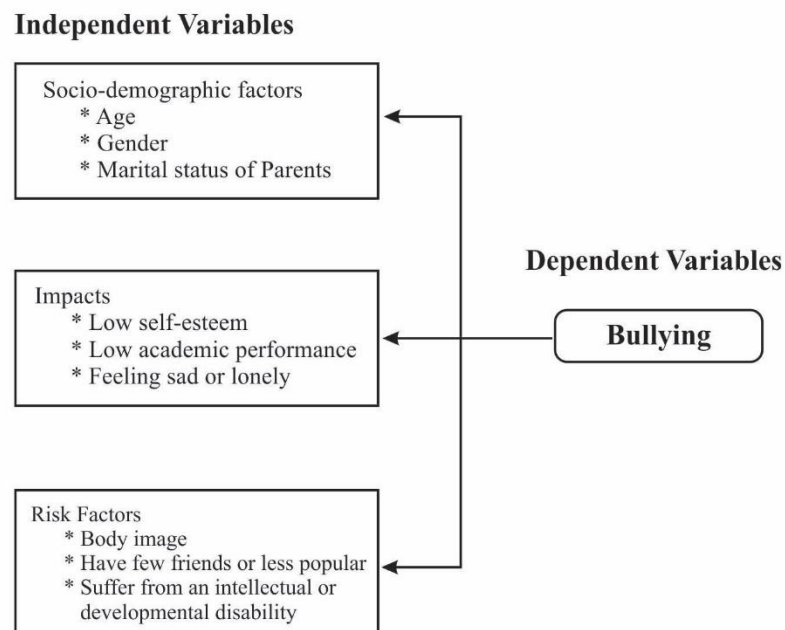 Independent Variables
Socio-demographic factors
* Age
* Gender
* Marital status of Parents
Impacts
* Low self-esteem
* Low academic performance
* Feeling sad or lonely
Risk Factors
* Body image
* Have few friends or less popular
* Suffer from an intellectual or
developmental disability
Dependent Variables
Bullying